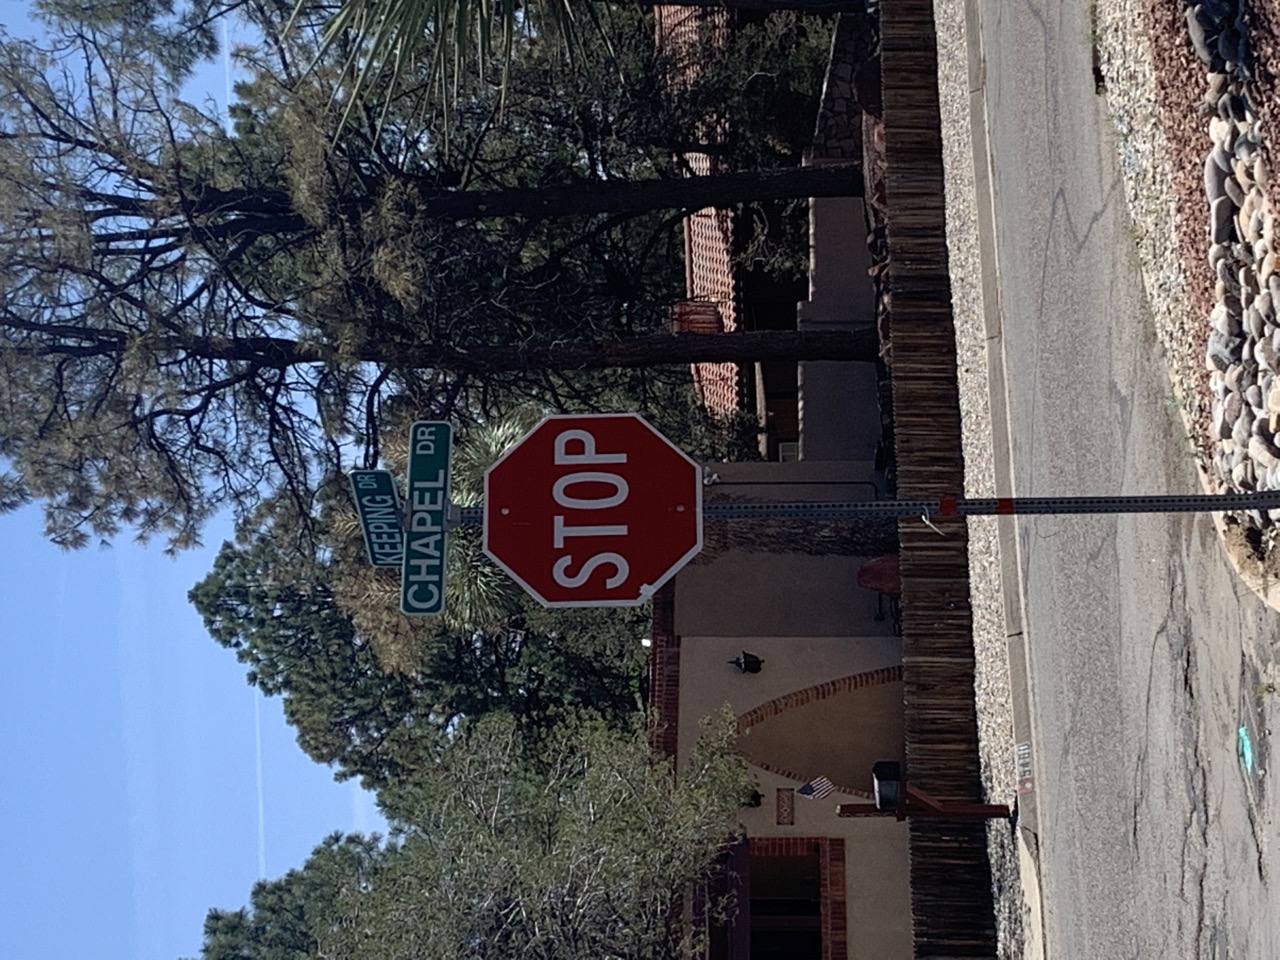 KEEPING DR
CHAPEL DR
STOP